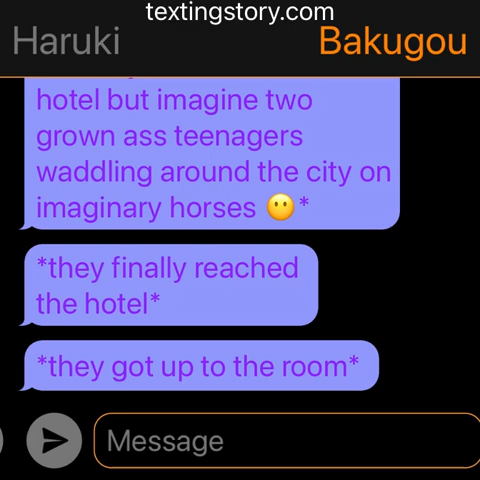 textingstory.com
Haruki
Bakugou
hotel but imagine two
grown ass teenagers
waddling around the city on
imaginary horses 😶*
*they finally reached
the hotel*
*they got up to the room*
Message